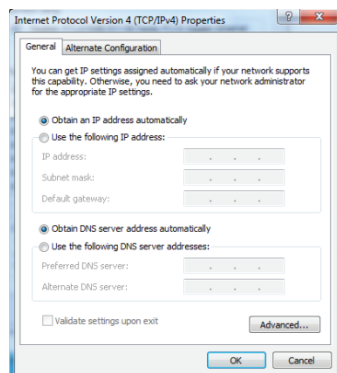 Internet Protocol Version 4 (TCP/IPv4) Properties
General
Alternate Configuration
You can get IP settings assigned automatically if your network supports
this capability. Otherwise, you need to ask your network administrator
for the appropriate IP settings.
Obtain an IP address automatically
Use the following IP address:
IP address:
Subnet mask:
Default gateway:
Obtain DNS server address automatically
Use the following DNS server addresses:
Preferred DNS server:
Alternate DNS server:
Validate settings upon exit
Advanced...
OK
Cancel